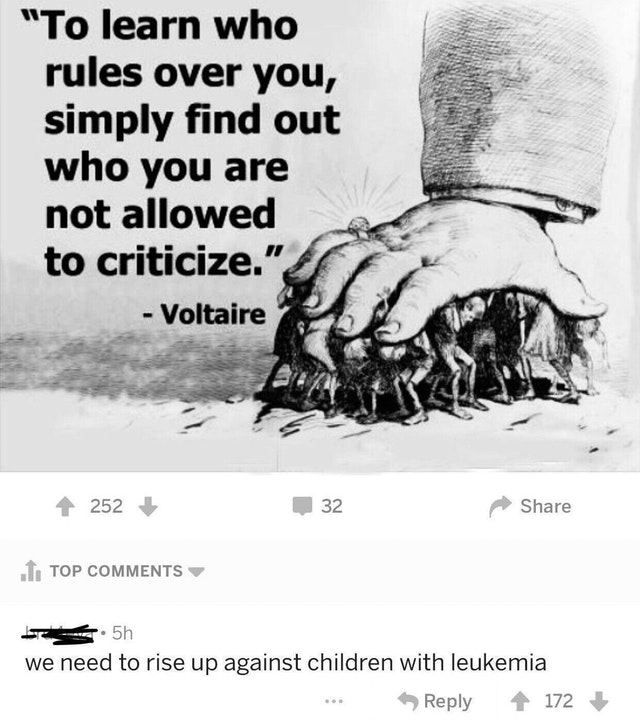 "To learn who
rules over you,
simply find out
who you are
not allowed
to criticize."
- Voltaire
252
32
Share
TOP COMMENTS
• 5h
we need to rise up against children with leukemia
... Reply 172